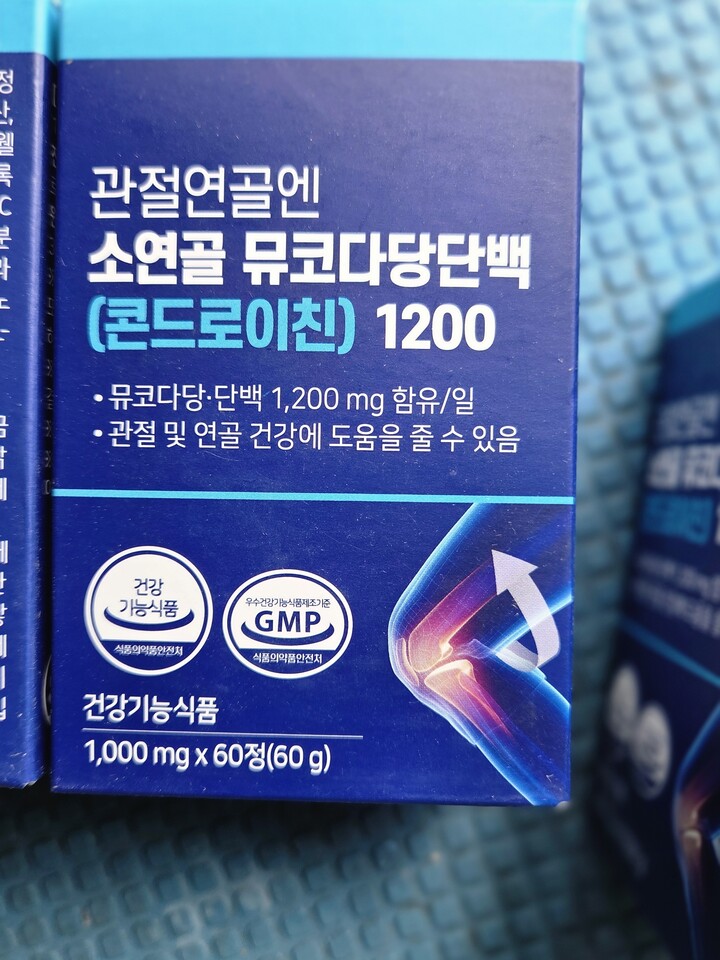 관절연골엔
소연골 뮤코다당단백
(콘드로이친) 1200
• 뮤코다당·단백 1,200 mg 함유/일
• 관절 및 연골 건강에 도움을 줄 수 있음
건강
기능식품
식품의약품안전처
우수건강기능식품제조기준
GMP
식품의약품안전처
건강기능식품
1,000 mg x 60정(60 g)